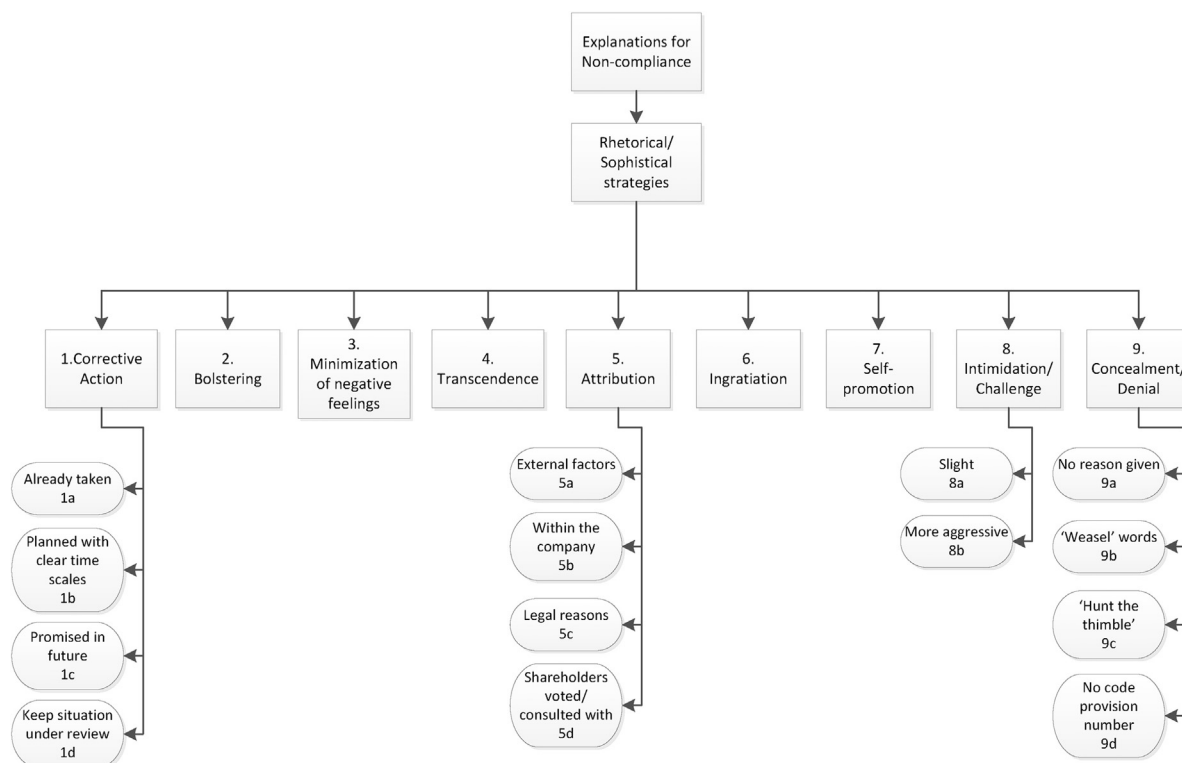 Explanations for
Non-compliance
Rhetorical/
Sophistical
strategies
1.Corrective
Action
2.
Bolstering
3.
Minimization
of negative
feelings
4.
Transcendence
5.
Attribution
6.
Ingratiation
7.
Self-
promotion
8.
Intimidation/
Challenge
9.
Concealment/
Denial
Already taken
1a
Planned with
clear time
scales
1b
Promised in
future
1c
Keep situation
under review
1d
External factors
5a
Within the
company
5b
Legal reasons
5c
Shareholders
voted/
consulted with
5d
Slight
8a
More aggressive
8b
No reason given
9a
‘Weasel’ words
9b
‘Hunt the
thimble’
9c
No code
provision
number
9d